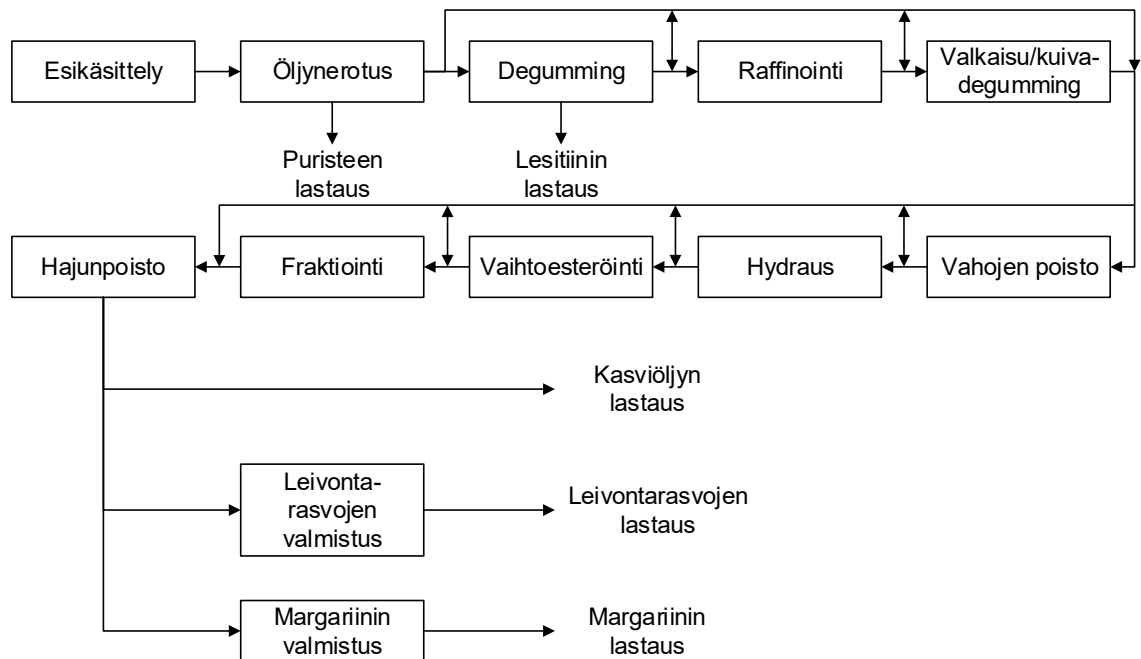 Esikäsittely
Öljynerotus
Degumming
Raffinointi
Valkaisu/kuiva-
degumming
Puristeen
lastaus
Lesitiinin
lastaus
Hajunpoisto
Fraktiointi
Vaihtoesteröinti
Hydraus
Vahojen poisto
Kasviöljyn
lastaus
Leivonta-
rasvojen
valmistus
Leivontarasvojen
lastaus
Margariinin
valmistus
Margariinin
lastaus